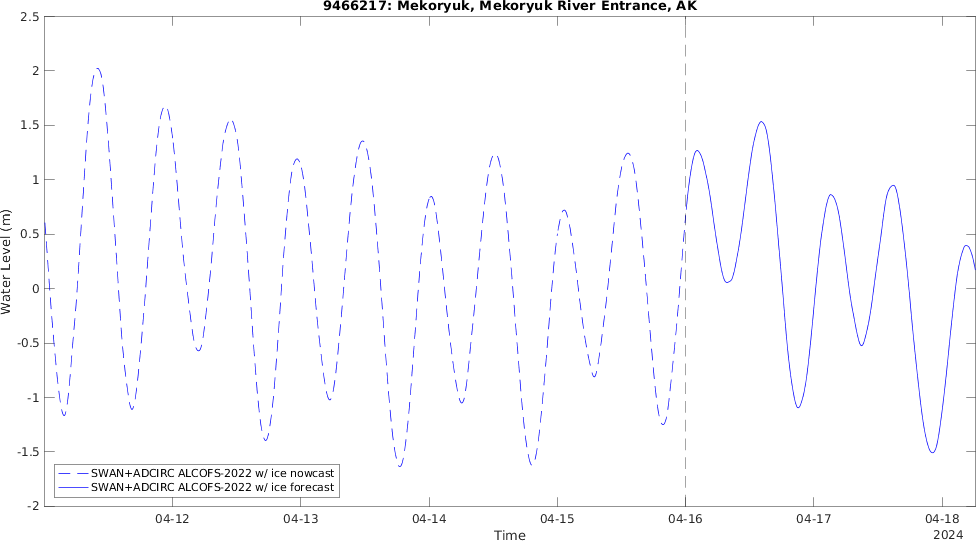 9466217: Mekoryuk, Mekoryuk River Entrance, AK
2.5
2
1.5
1
0.5
0
-0.5
-1
-1.5
-2
Water Level (m)
SWAN+ADCIRC ALCOFS-2022 w/ ice nowcast
SWAN+ADCIRC ALCOFS-2022 w/ ice forecast
04-12 04-13 04-14 04-15 04-16 04-17 04-18
Time
2024